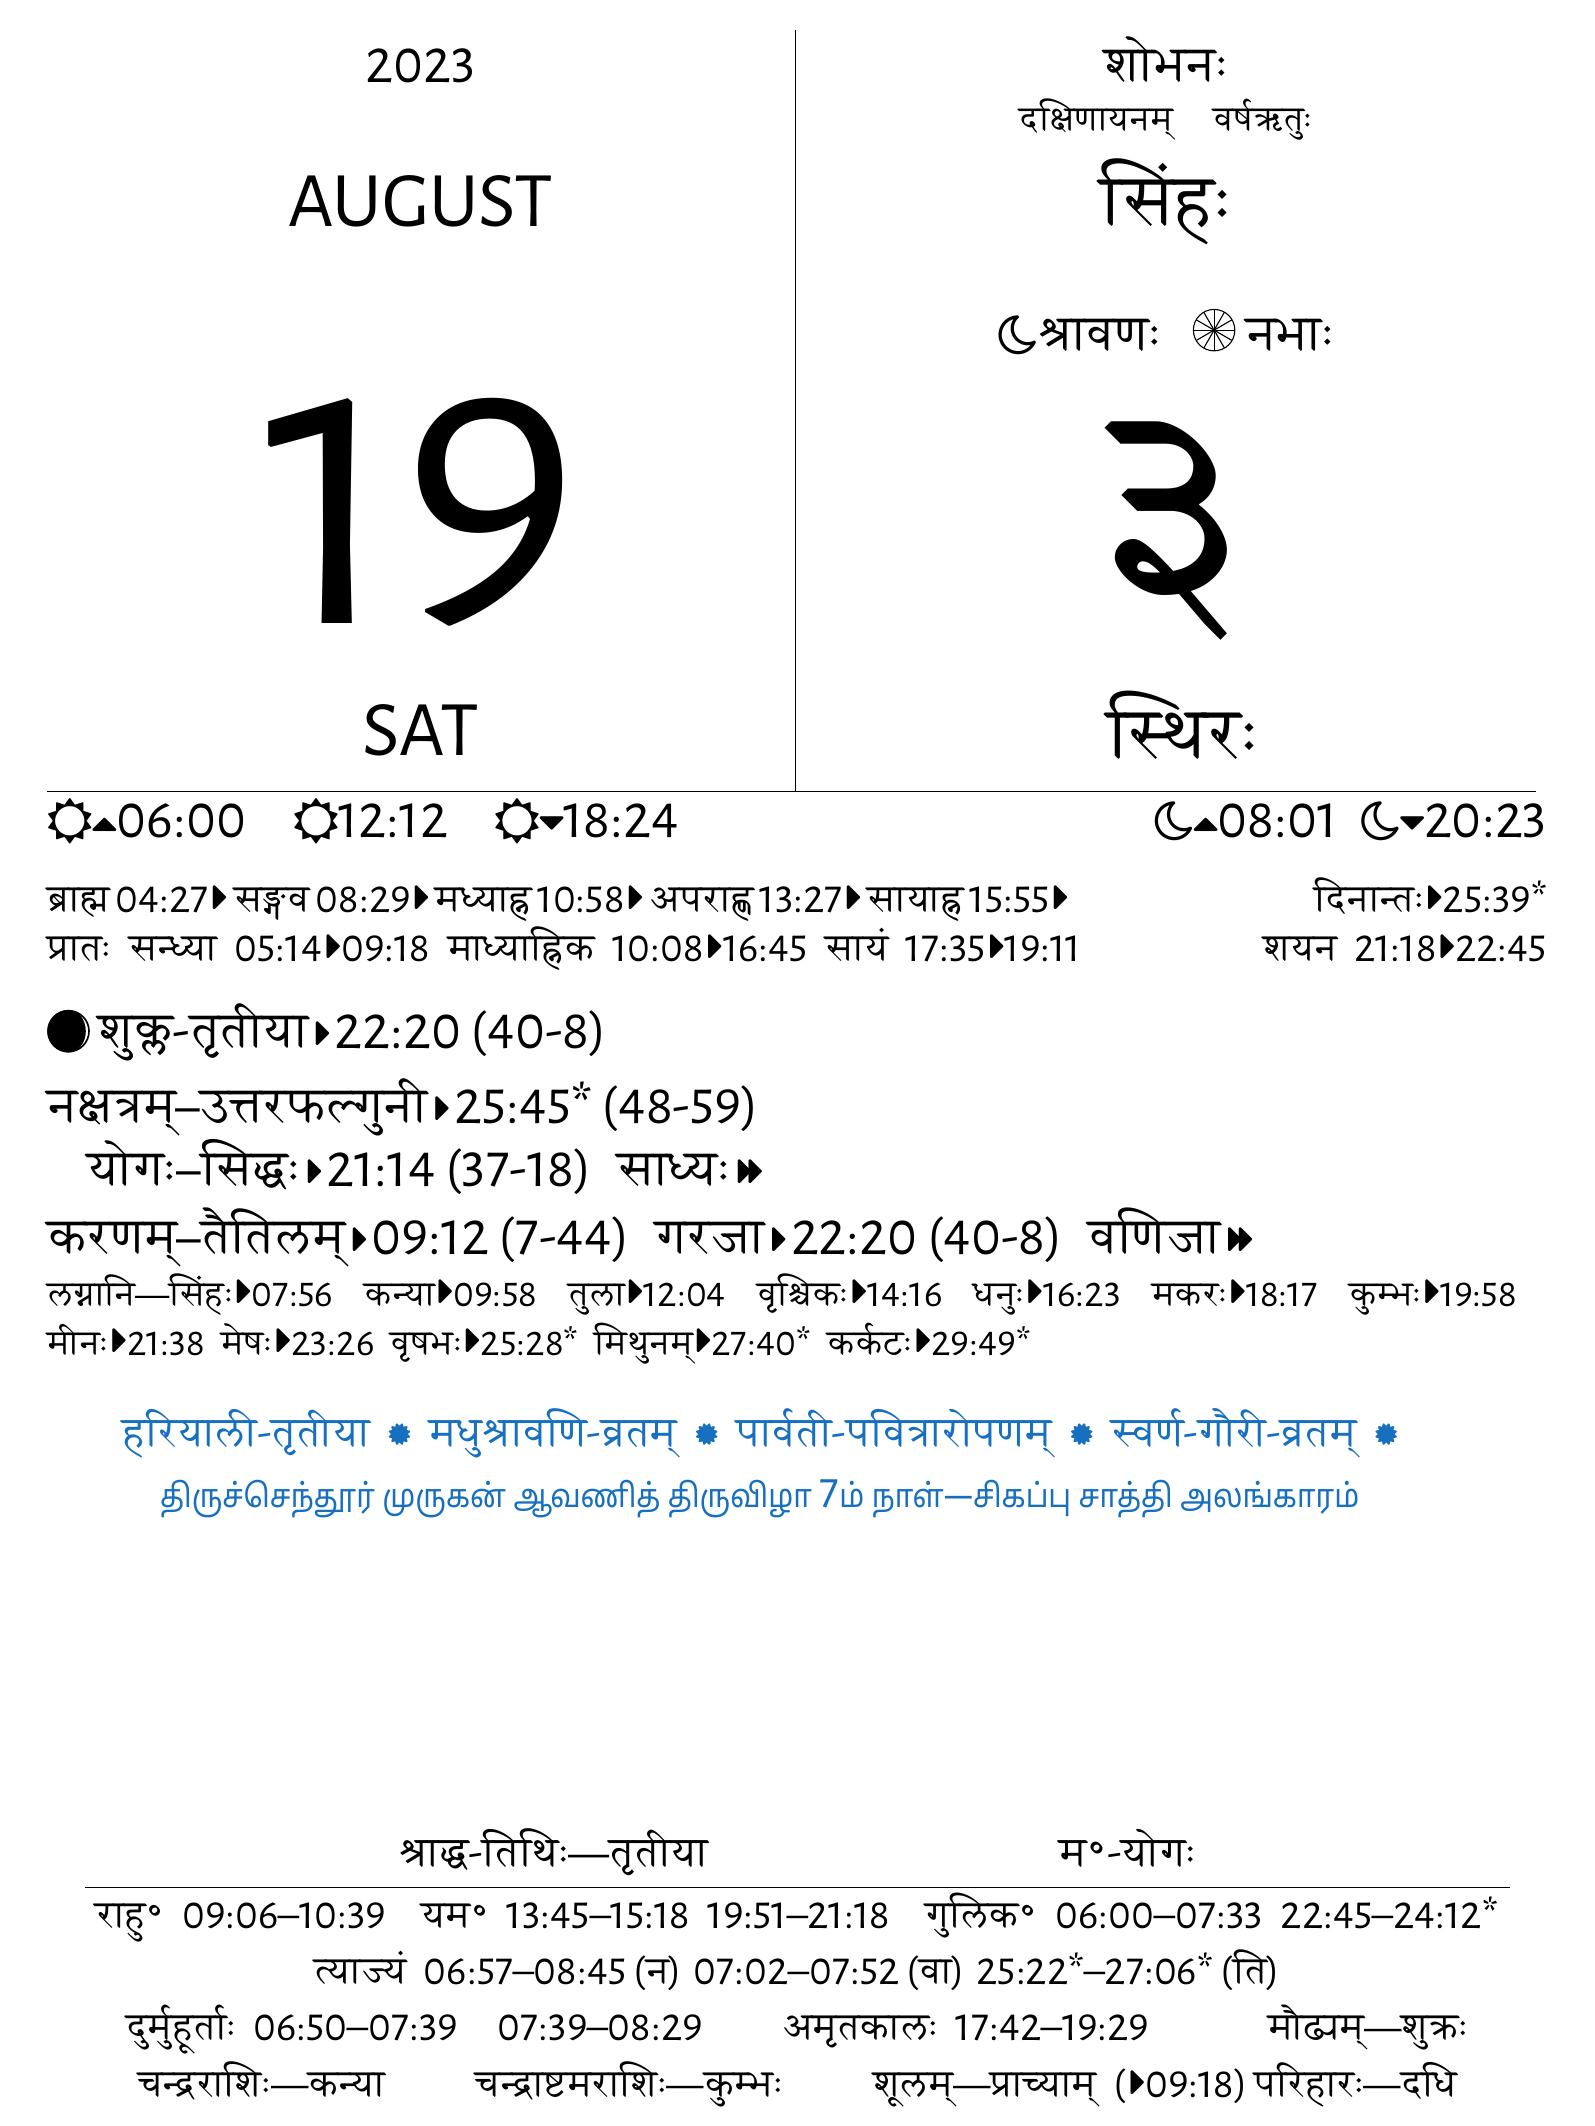 2023
AUGUST
19
SAT
शोभनः
दक्षिणायनम् वर्षऋतुः
सिंहः
श्रावणः नभाः
३
स्थिरः
06:00 12:12 18:24 08:01 20:23
ब्राह्म 04:27 सङ्गव 08:29 मध्याह्न 10:58 अपराह्ण 13:27 सायाह्न 15:55 दिनान्तः 25:39*
प्रातः सन्ध्या 05:14 09:18 माध्याह्निक 10:08 16:45 सायं 17:35 19:11 शयन 21:18 22:45
शुक्ल-तृतीया 22:20 (40-8)
नक्षत्रम्–उत्तरफल्गुनी 25:45* (48-59)
योगः–सिद्धः 21:14 (37-18) साध्यः
करणम्–तैतिलम् 09:12 (7-44) गरजा 22:20 (40-8) वणिजा
लग्नानि—सिंहः 07:56 कन्या 09:58 तुला 12:04 वृश्चिकः 14:16 धनुः 16:23 मकरः 18:17 कुम्भः 19:58
मीनः 21:38 मेषः 23:26 वृषभः 25:28* मिथुनम् 27:40* कर्कटः 29:49*
हरियाली-तृतीया ✹ मधुश्रावणि-व्रतम् ✹ पार्वती-पवित्रारोपणम् ✹ स्वर्ण-गौरी-व्रतम् ✹
திருச்செந்தூர் முருகன் ஆவணித் திருவிழா 7ம் நாள்—சிகப்பு சாத்தி அலங்காரம்
श्राद्ध-तिथिः—तृतीया म॰-योगः
राहु॰ 09:06–10:39 यम॰ 13:45–15:18 19:51–21:18 गुलिक॰ 06:00–07:33 22:45–24:12*
त्याज्यं 06:57–08:45 (न) 07:02–07:52 (वा) 25:22*–27:06* (ति)
दुर्मुहूर्ताः 06:50–07:39 07:39–08:29 अमृतकालः 17:42–19:29 मौढ्यम्—शुक्रः
चन्द्रराशिः—कन्या चन्द्राष्टमराशिः—कुम्भः शूलम्—प्राच्याम् (09:18) परिहारः—दधि